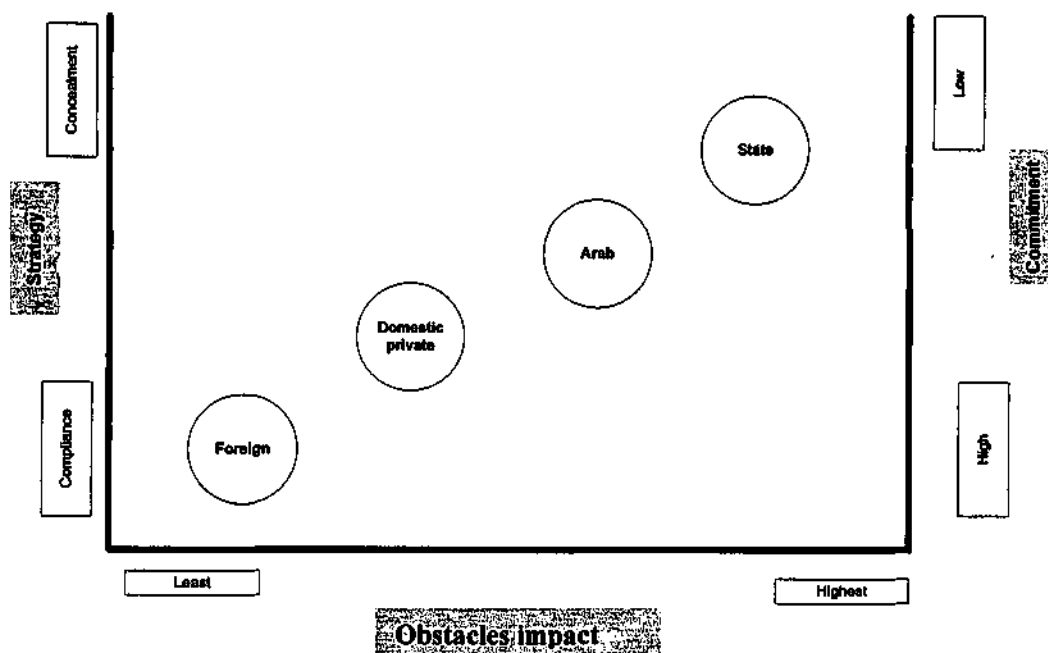 Concealment
Low
State
Strategy
Commitment
Arab
Domestic
private
Compliance
High
Foreign
Least
Highest
Obstacles impact